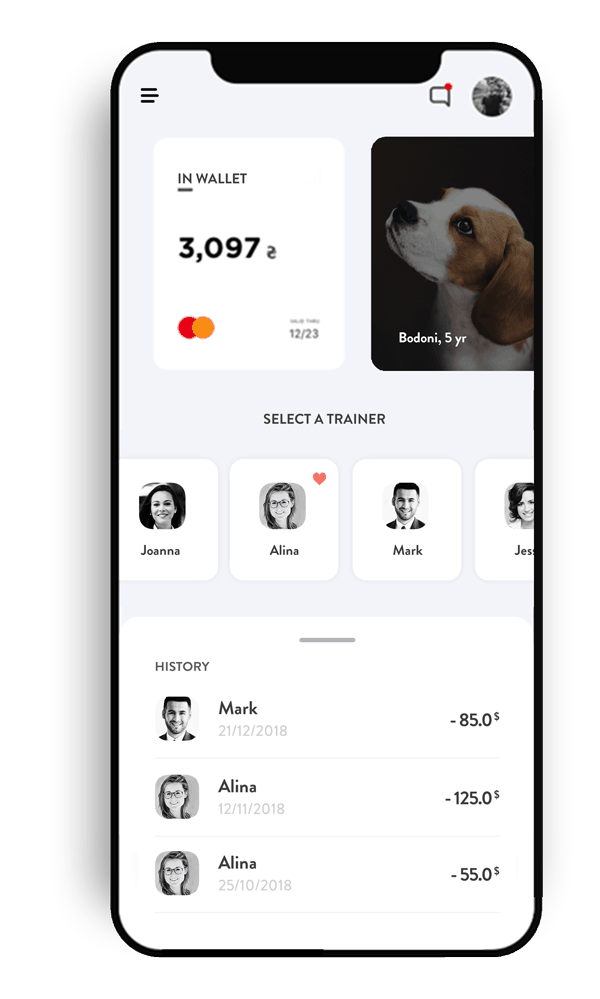 IN WALLET
3,097 ₴
VALID THRU
12/23
Bodoni, 5 yr
SELECT A TRAINER
Joanna
Alina
Mark
Jess
HISTORY
Mark
- 85.0$
21/12/2018
Alina
- 125.0$
12/11/2018
Alina
- 55.0$
25/10/2018